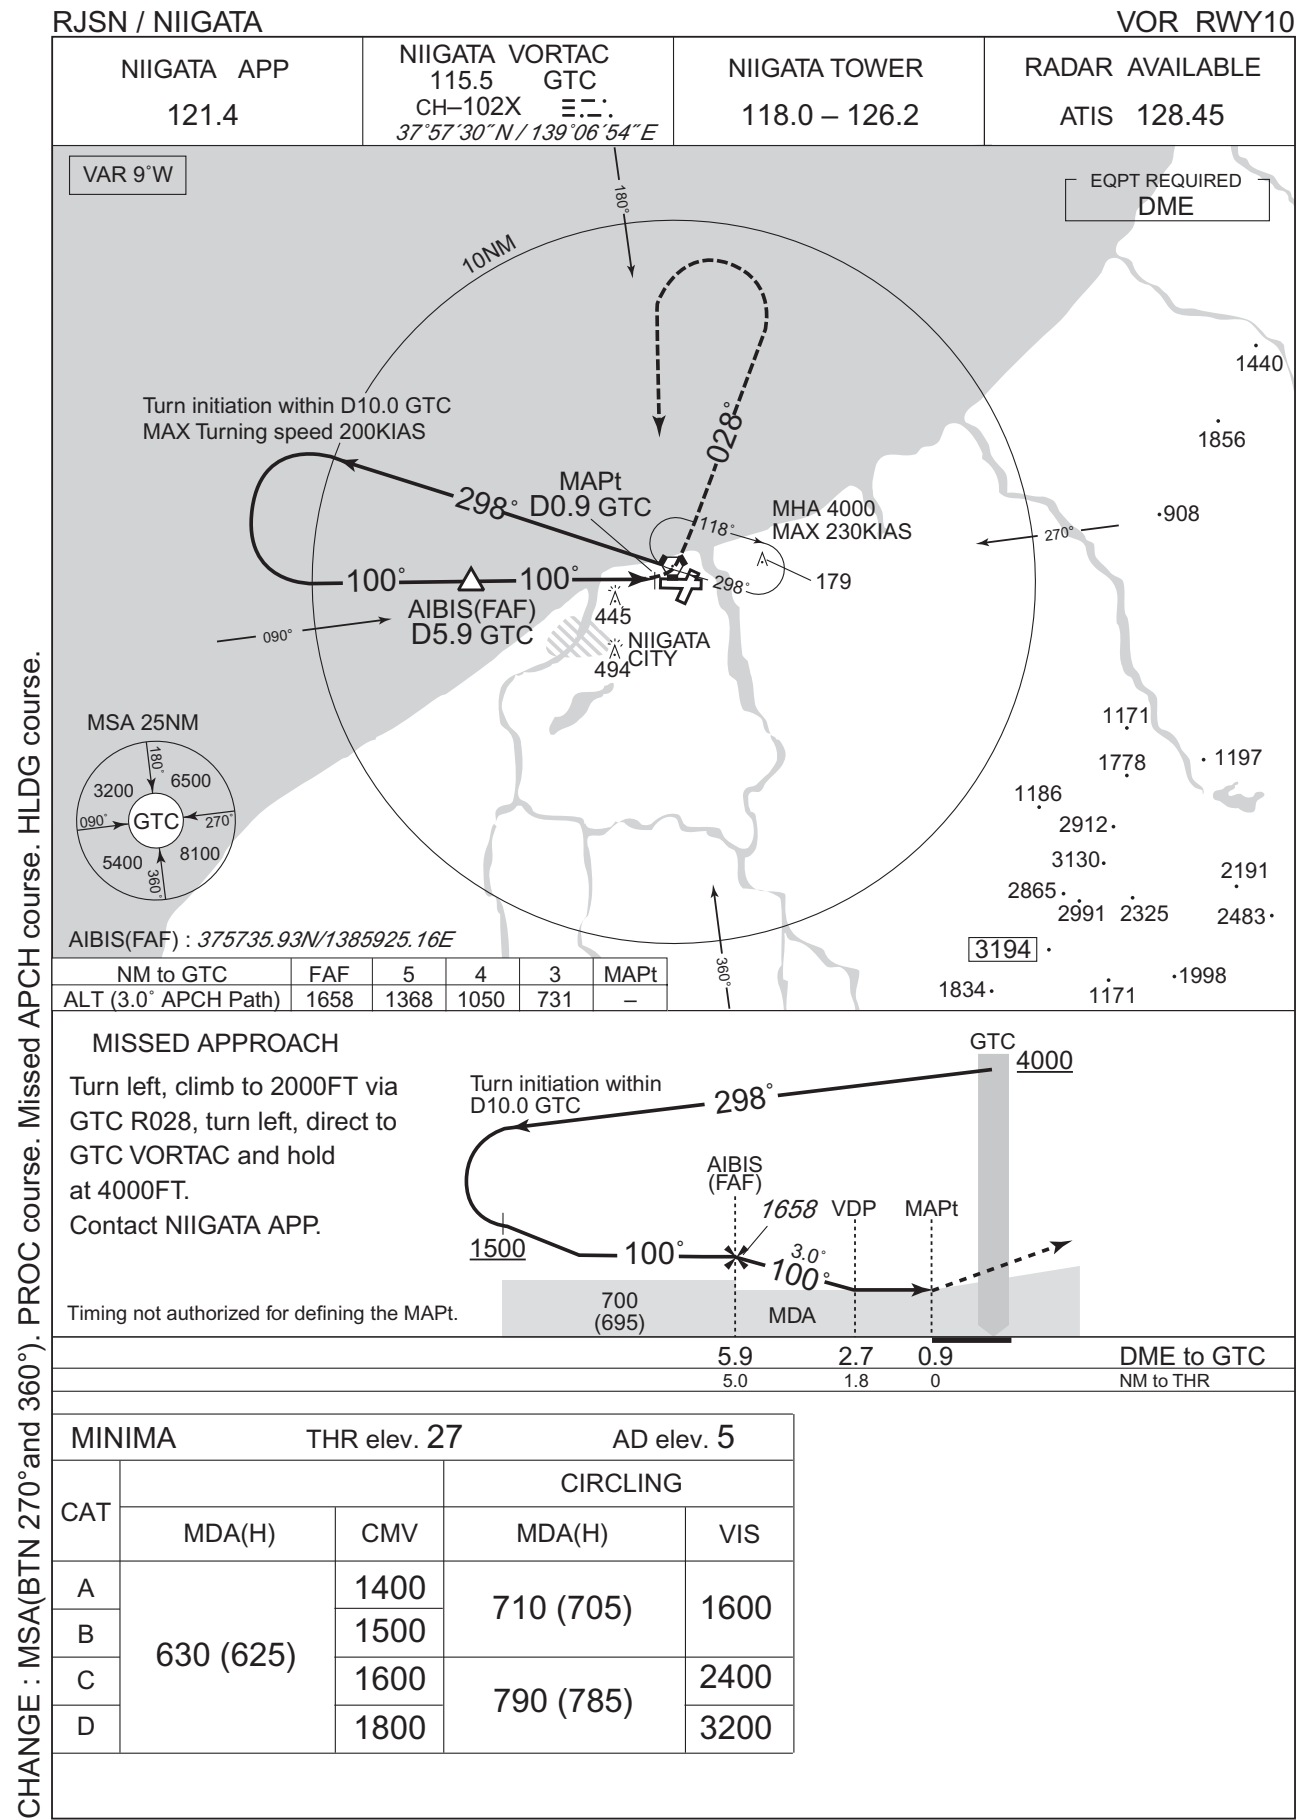 RJSN / NIIGATA
VOR RWY10
NIIGATA APP
121.4
NIIGATA VORTAC
115.5 GTC
CH–102X
37°57´30˝N / 139°06´54˝E
NIIGATA TOWER
118.0 – 126.2
RADAR AVAILABLE
ATIS 128.45
VAR 9°W
EQPT REQUIRED
DME
180°
10NM
1440
1856
908
Turn initiation within D10.0 GTC
MAX Turning speed 200KIAS
028°
298°
MAPt
D0.9 GTC
118°
MHA 4000
MAX 230KIAS
270°
179
298°
100°
100°
AIBIS(FAF)
D5.9 GTC
090°
445
NIIGATA
CITY
494
MSA 25NM
180°
3200
6500
090°
GTC
270°
5400
8100
360°
1171
1778
1197
1186
2912
3130
2191
2865
2991
2325
2483
3194
1998
1834
1171
360°
AIBIS(FAF) : 375735.93N/1385925.16E
NM to GTC FAF 5 4 3 MAPt
ALT (3.0° APCH Path) 1658 1368 1050 731 –
MISSED APPROACH
Turn left, climb to 2000FT via
GTC R028, turn left, direct to
GTC VORTAC and hold
at 4000FT.
Contact NIIGATA APP.
Timing not authorized for defining the MAPt.
GTC
4000
Turn initiation within
D10.0 GTC
298°
AIBIS
(FAF)
1658
VDP
MAPt
1500
100°
3.0°
100°
700
(695)
MDA
5.9 2.7 0.9 DME to GTC
5.0 1.8 0 NM to THR
MINIMA THR elev. 27 AD elev. 5
CAT
CIRCLING
MDA(H) CMV MDA(H) VIS
A 1400
B 1500
630 (625)
710 (705) 1600
C 1600 2400
790 (785)
D 1800 3200
CHANGE : MSA(BTN 270°and 360°). PROC course. Missed APCH course. HLDG course.